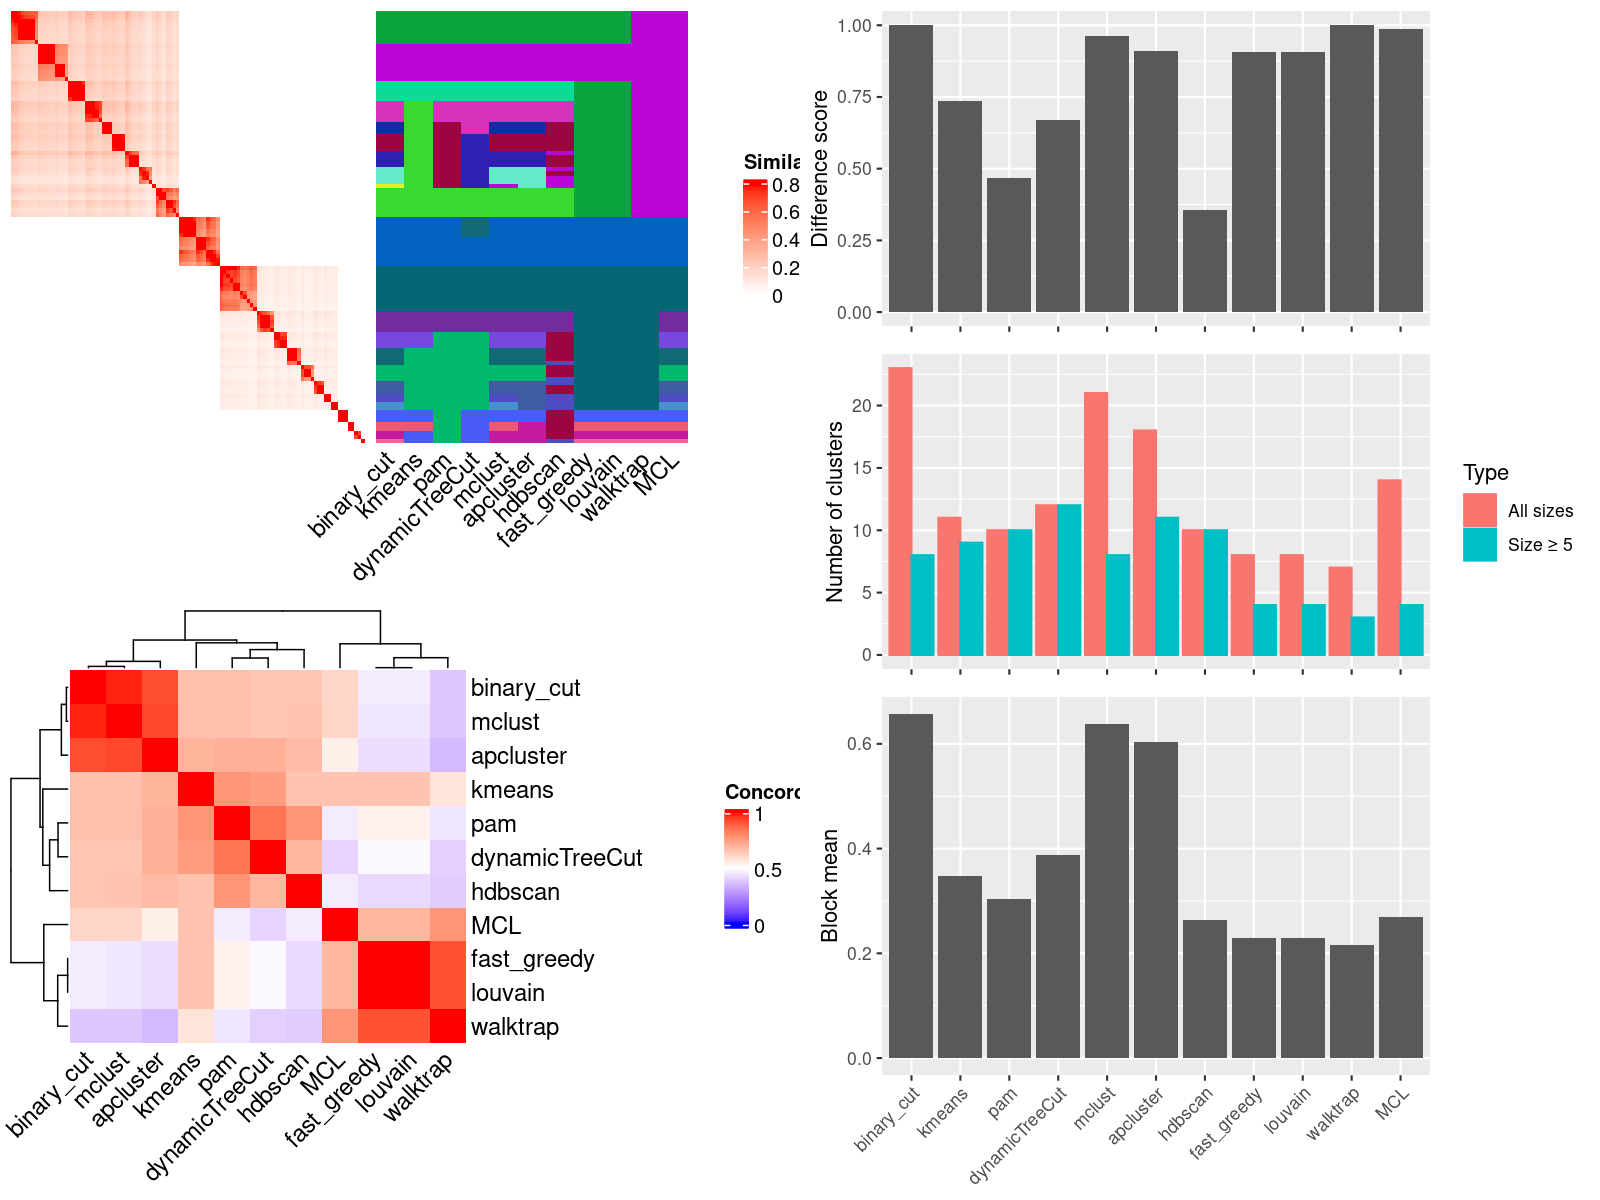 Simila
0.8
0.6
0.4
0.2
0
binary_cut
kmeans
pam
dynamicTreeCut
mclust
apcluster
hdbscan
fast_greedy
louvain
walktrap
MCL
Difference score
1.00
0.75
0.50
0.25
0.00
Number of clusters
20
15
10
5
0
Type
All sizes
Size ≥ 5
binary_cut
mclust
apcluster
kmeans
pam
dynamicTreeCut
hdbscan
MCL
fast_greedy
louvain
walktrap
binary_cut
mclust
apcluster
kmeans
pam
dynamicTreeCut
hdbscan
MCL
fast_greedy
louvain
walktrap
Concord
1
0.5
0
Block mean
0.6
0.4
0.2
0.0
binary_cut
kmeans
pam
dynamicTreeCut
mclust
apcluster
hdbscan
fast_greedy
louvain
walktrap
MCL